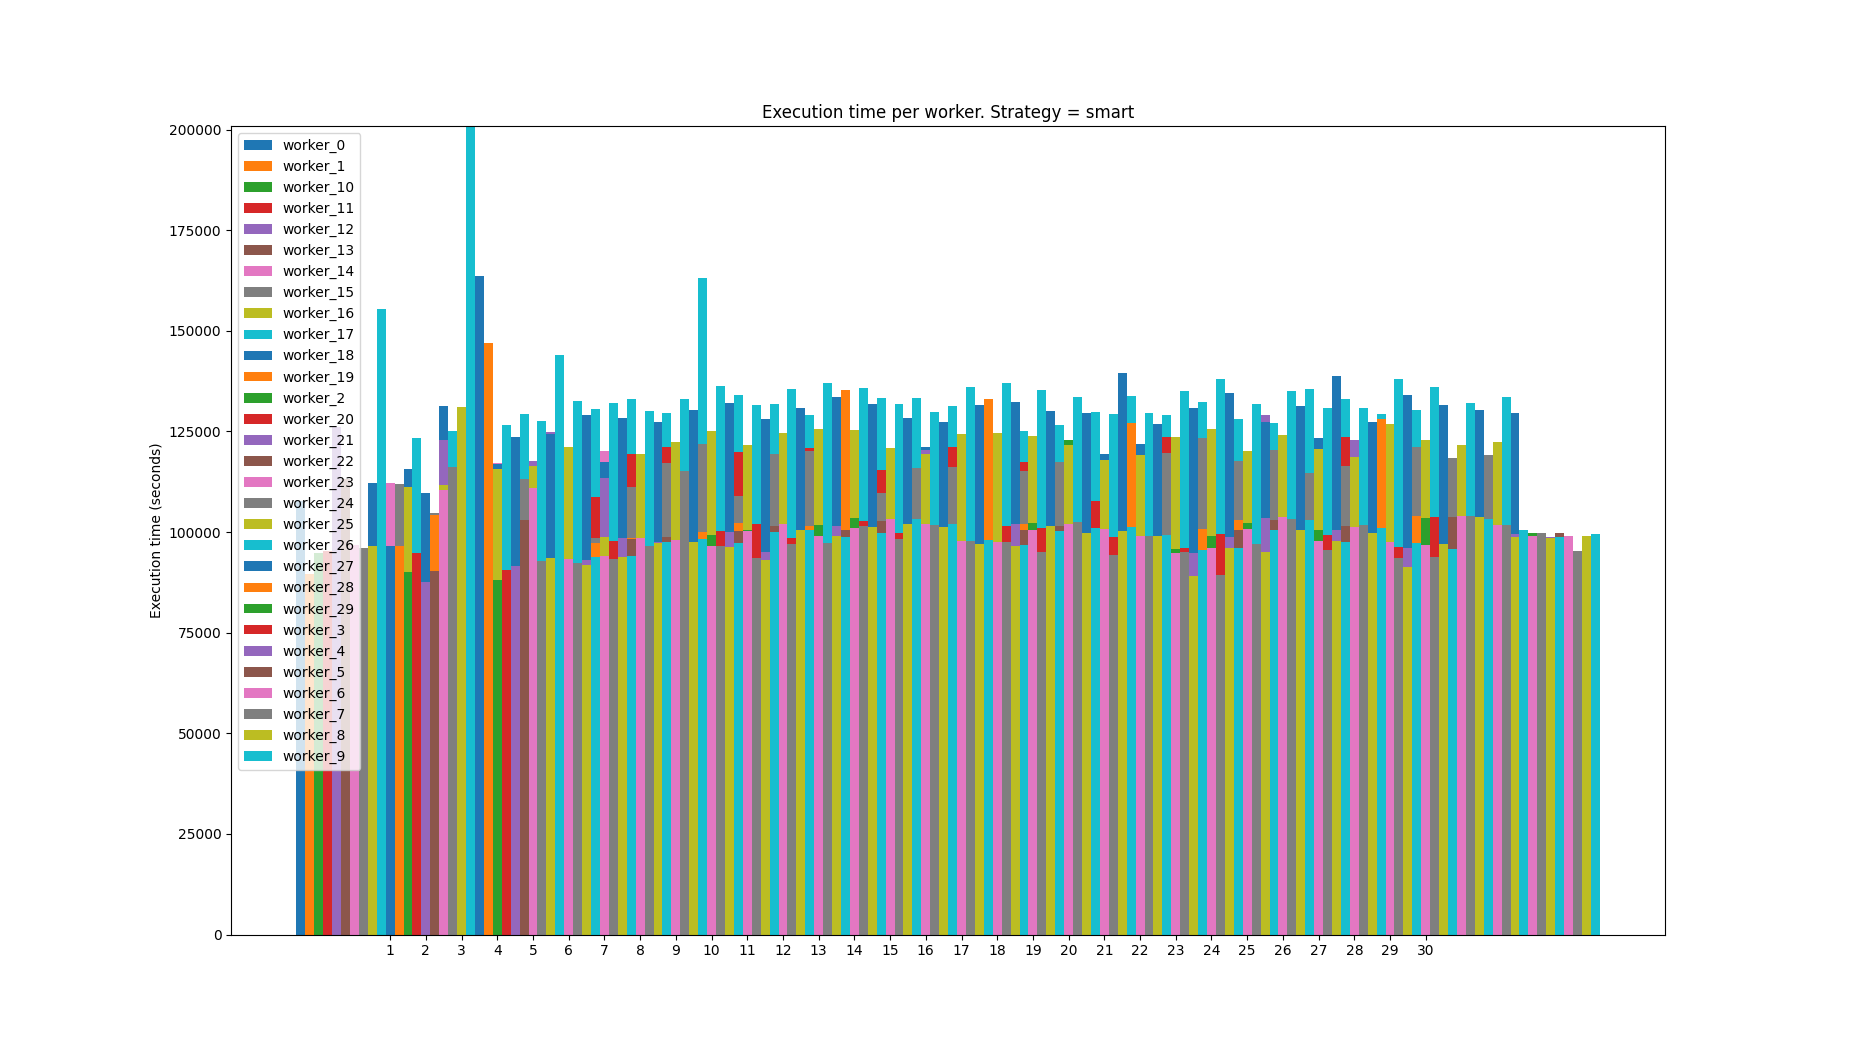 Execution time per worker. Strategy = smart
Execution time (seconds)
200000
175000
150000
125000
100000
75000
50000
25000
0
worker_0
worker_1
worker_10
worker_11
worker_12
worker_13
worker_14
worker_15
worker_16
worker_17
worker_18
worker_19
worker_2
worker_20
worker_21
worker_22
worker_23
worker_24
worker_25
worker_26
worker_27
worker_28
worker_29
worker_3
worker_4
worker_5
worker_6
worker_7
worker_8
worker_9
1 2 3 4 5 6 7 8 9 10 11 12 13 14 15 16 17 18 19 20 21 22 23 24 25 26 27 28 29 30